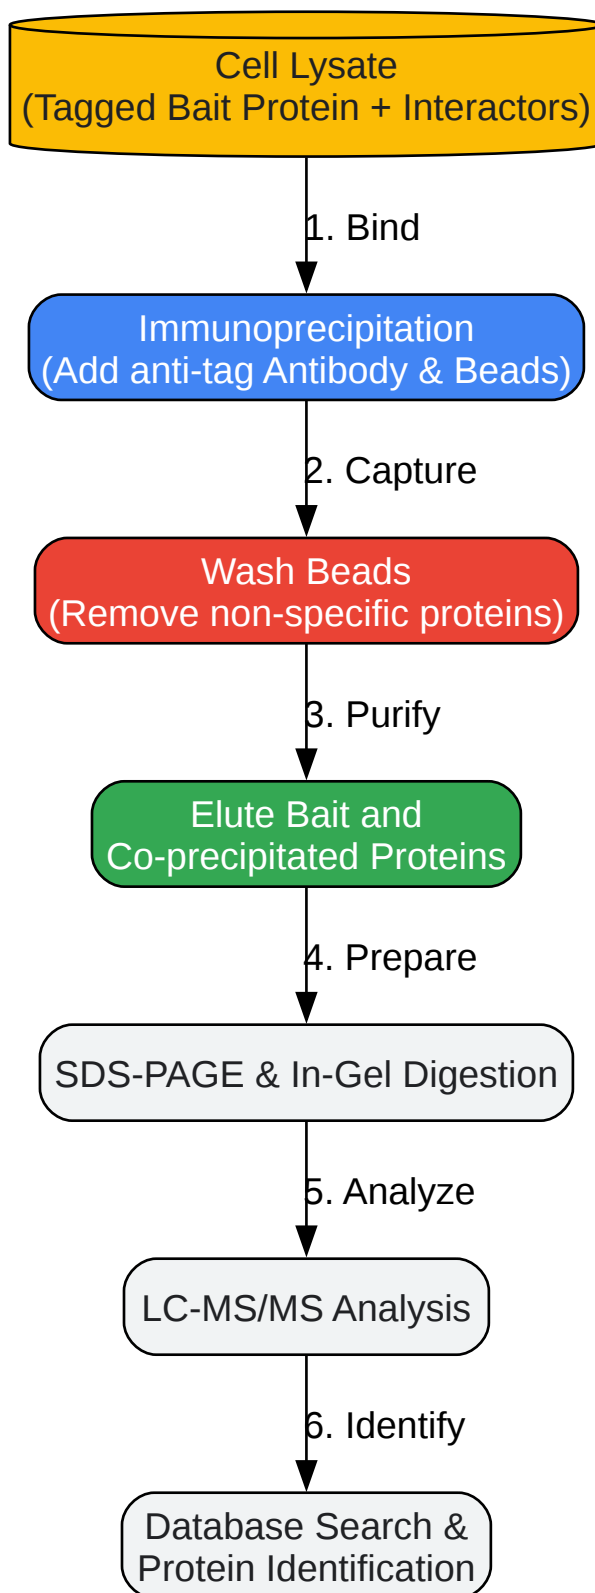 Cell Lysate
(Tagged Bait Protein + Interactors)
1. Bind
Immunoprecipitation
(Add anti-tag Antibody & Beads)
2. Capture
Wash Beads
(Remove non-specific proteins)
3. Purify
Elute Bait and
Co-precipitated Proteins
4. Prepare
SDS-PAGE & In-Gel Digestion
5. Analyze
LC-MS/MS Analysis
6. Identify
Database Search &
Protein Identification